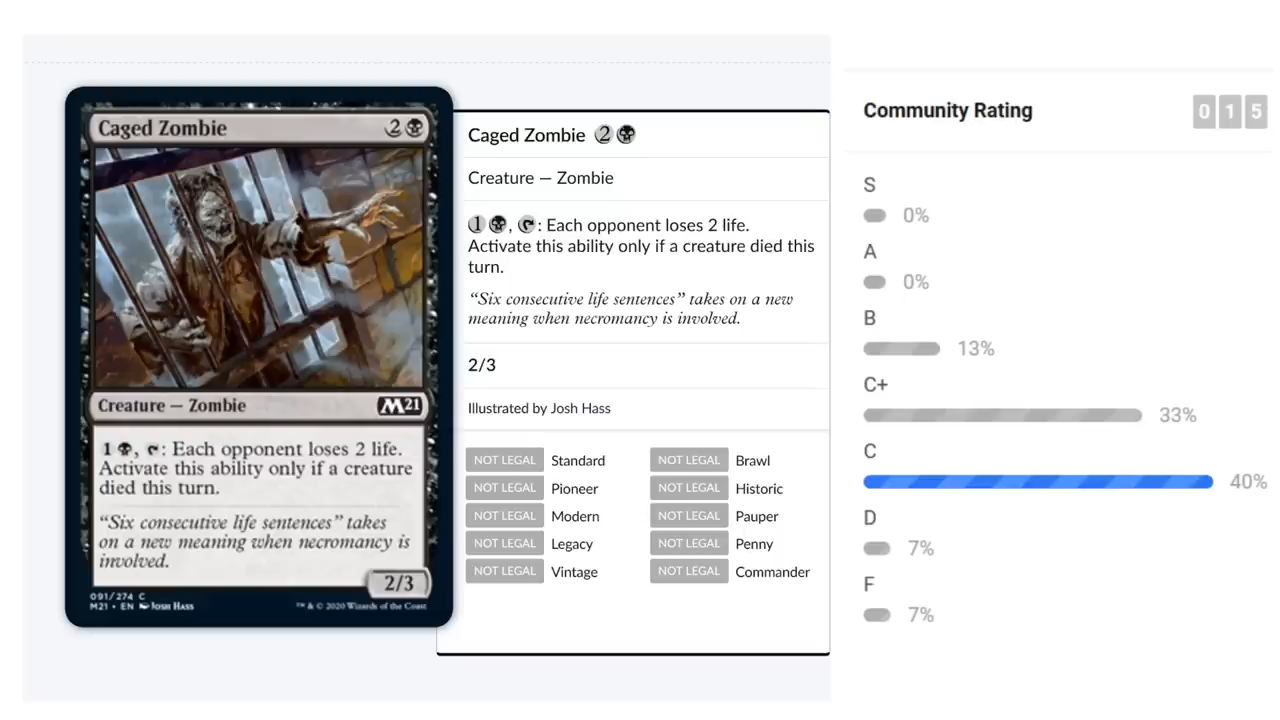 Caged Zombie 2
Creature — Zombie
M21
1 , : Each opponent loses 2 life.
Activate this ability only if a creature
died this turn.
“Six consecutive life sentences” takes
on a new meaning when necromancy is
involved.
2/3
091/274 C
M21 • EN Josh Hass
™ & © 2020 Wizards of the Coast
Caged Zombie 2
Creature — Zombie
1 , : Each opponent loses 2 life.
Activate this ability only if a creature died this
turn.
“Six consecutive life sentences” takes on a new
meaning when necromancy is involved.
2/3
Illustrated by Josh Hass
NOT LEGAL Standard NOT LEGAL Brawl
NOT LEGAL Pioneer NOT LEGAL Historic
NOT LEGAL Modern NOT LEGAL Pauper
NOT LEGAL Legacy NOT LEGAL Penny
NOT LEGAL Vintage NOT LEGAL Commander
Community Rating 0 1 5
S
0%
A
0%
B
13%
C+
33%
C
40%
D
7%
F
7%